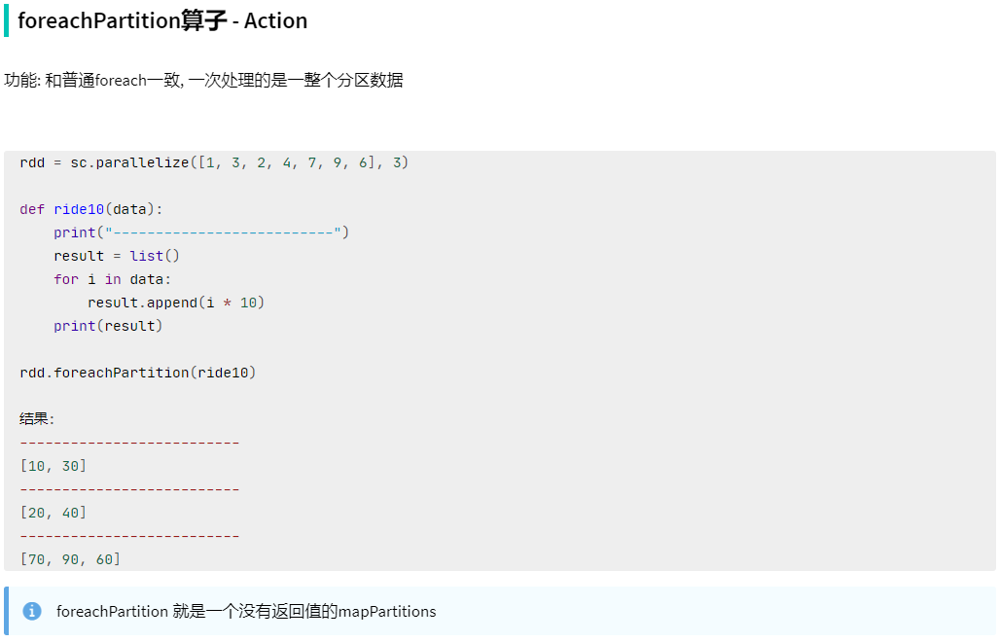 foreachPartition算子 - Action
功能: 和普通foreach一致, 一次处理的是一整个分区数据
rdd = sc.parallelize([1, 3, 2, 4, 7, 9, 6], 3)
def ride10(data):
    print("--------------------------")
    result = list()
    for i in data:
        result.append(i * 10)
    print(result)
rdd.foreachPartition(ride10)
结果:
--------------------------
[10, 30]
--------------------------
[20, 40]
--------------------------
[70, 90, 60]
foreachPartition 就是一个没有返回值的mapPartitions